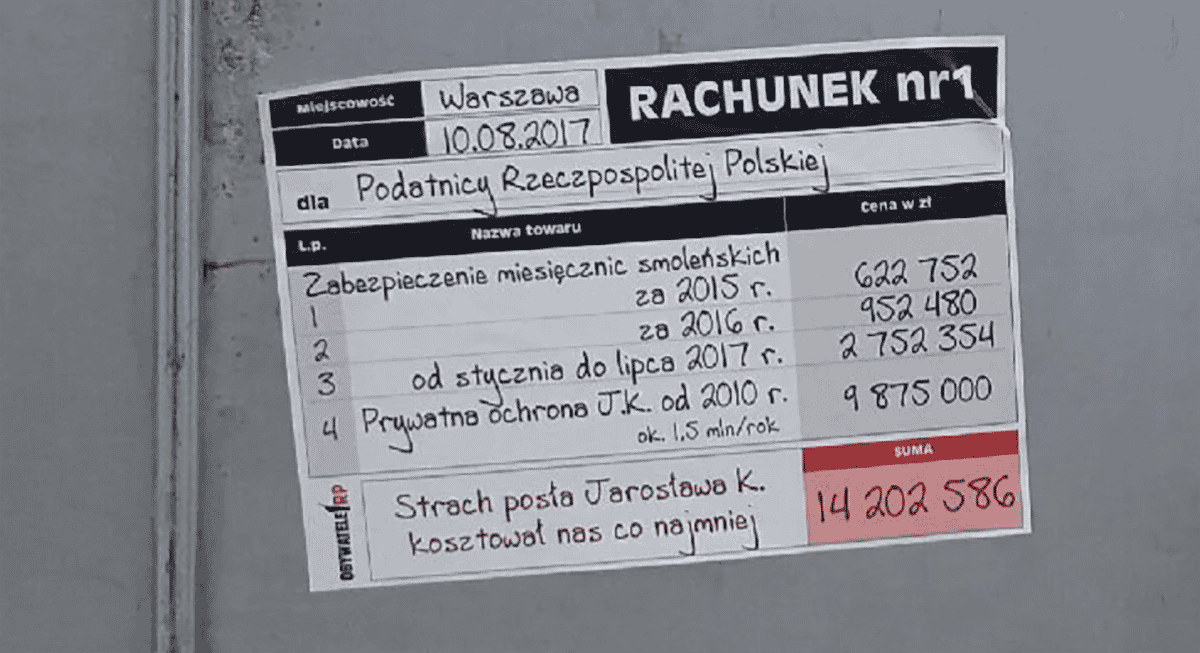 Miejscowość Warszawa
RACHUNEK nr1
Data 10.08.2017
dla Podatnicy Rzeczpospolitej Polskiej
L.p. Nazwa towaru Cena w zł
Zabezpieczenie miesięcznic smoleńskich
1 za 2015 r. 622 752
2 za 2016 r. 952 480
3 od stycznia do lipca 2017 r. 2 752 354
4 Prywatna ochrona J.K. od 2010 r. 9 875 000
ok. 1,5 mln/rok
SUMA
Strach posła Jarosława K.
kosztował nas co najmniej
14 202 586
OBYWATELE RP